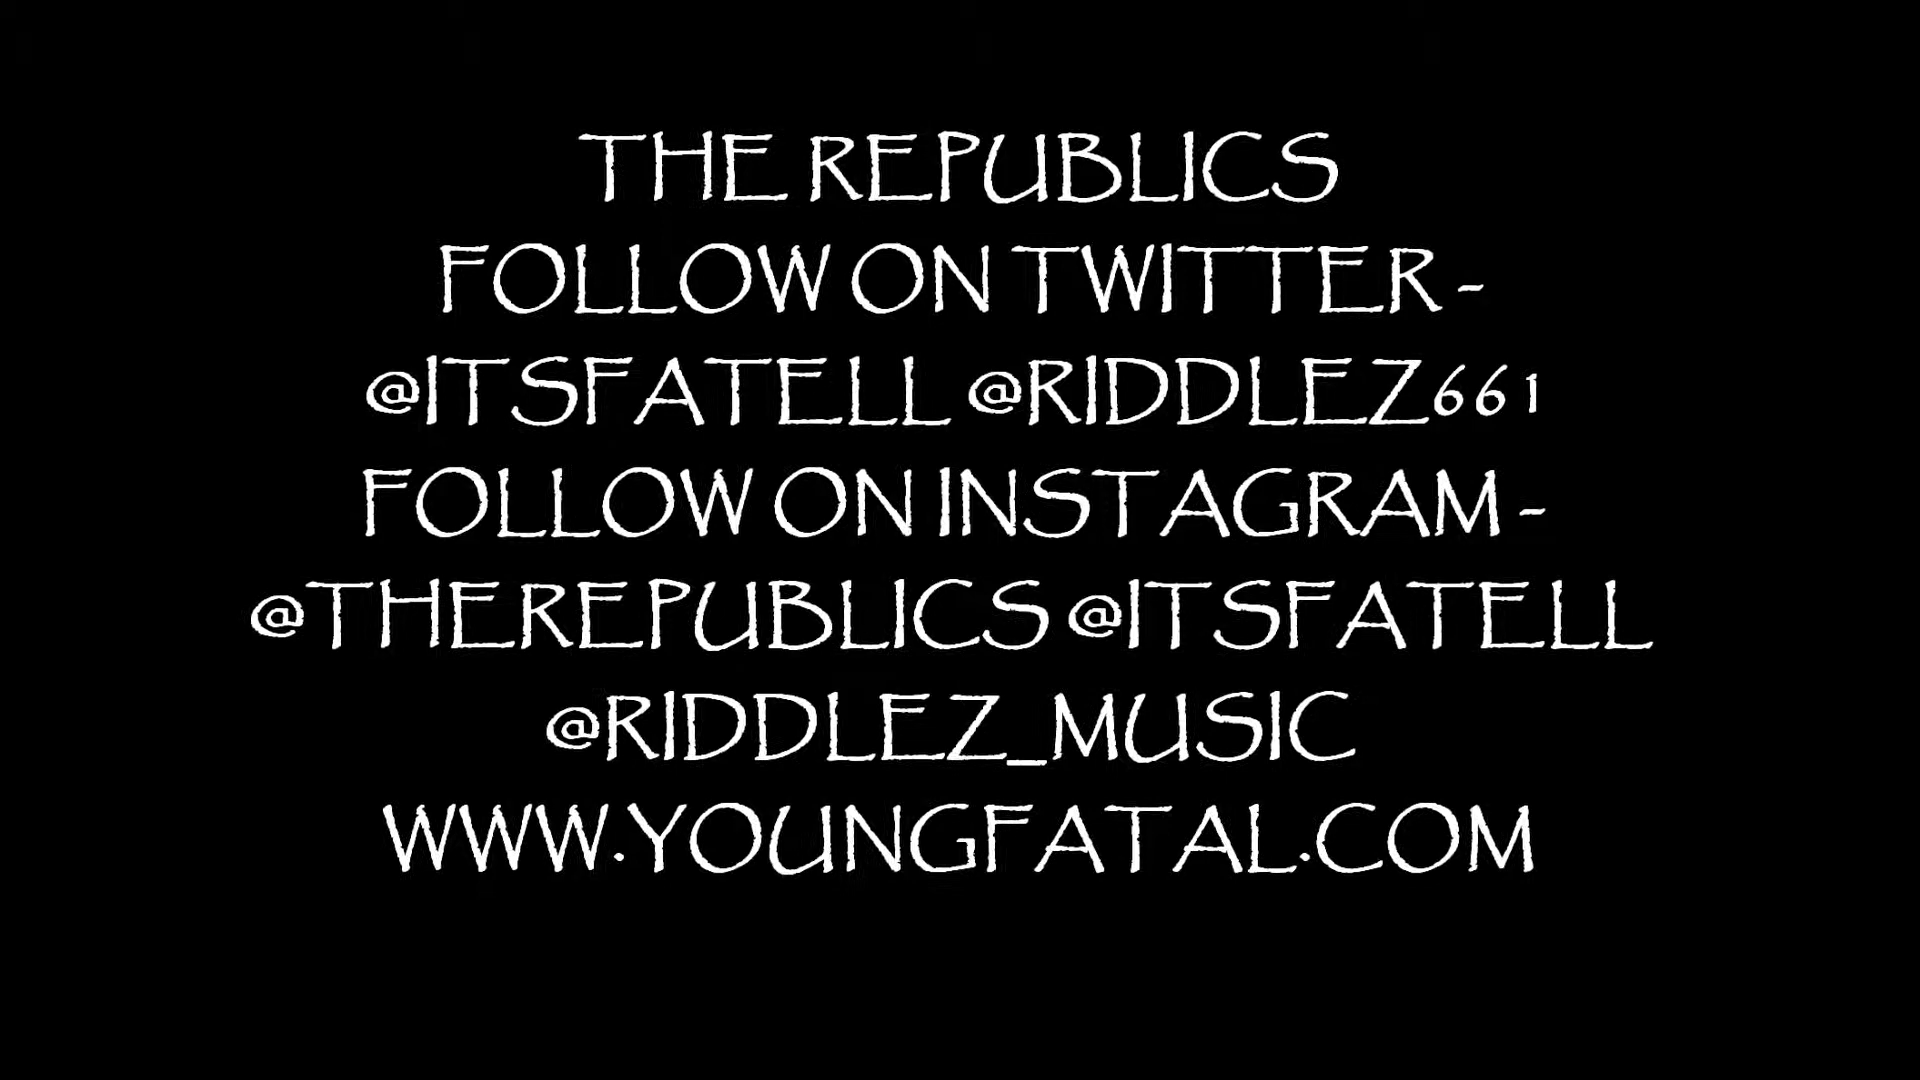 THE REPUBLICS
FOLLOW ON TWITTER -
@ITSFATELL @RIDDLEZ661
FOLLOW ON INSTAGRAM -
@THEREPUBLICS @ITSFATELL
@RIDDLEZ_MUSIC
WWW.YOUNGFATAL.COM